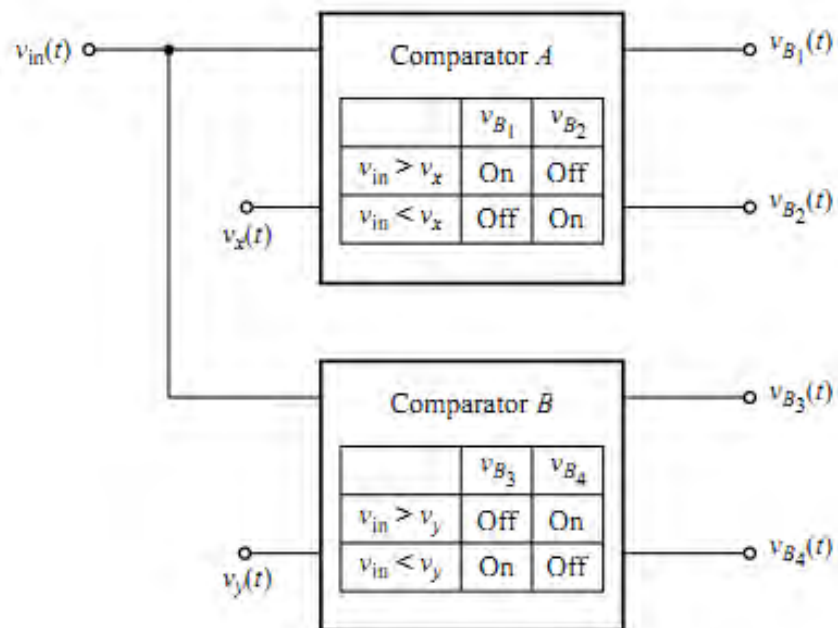 v_in(t)
Comparator A
v_B1(t)
v_B1 v_B2
v_in > v_x On Off
v_in < v_x Off On
v_x(t)
v_B2(t)
Comparator B
v_B3(t)
v_B3 v_B4
v_in > v_y Off On
v_in < v_y On Off
v_y(t)
v_B4(t)